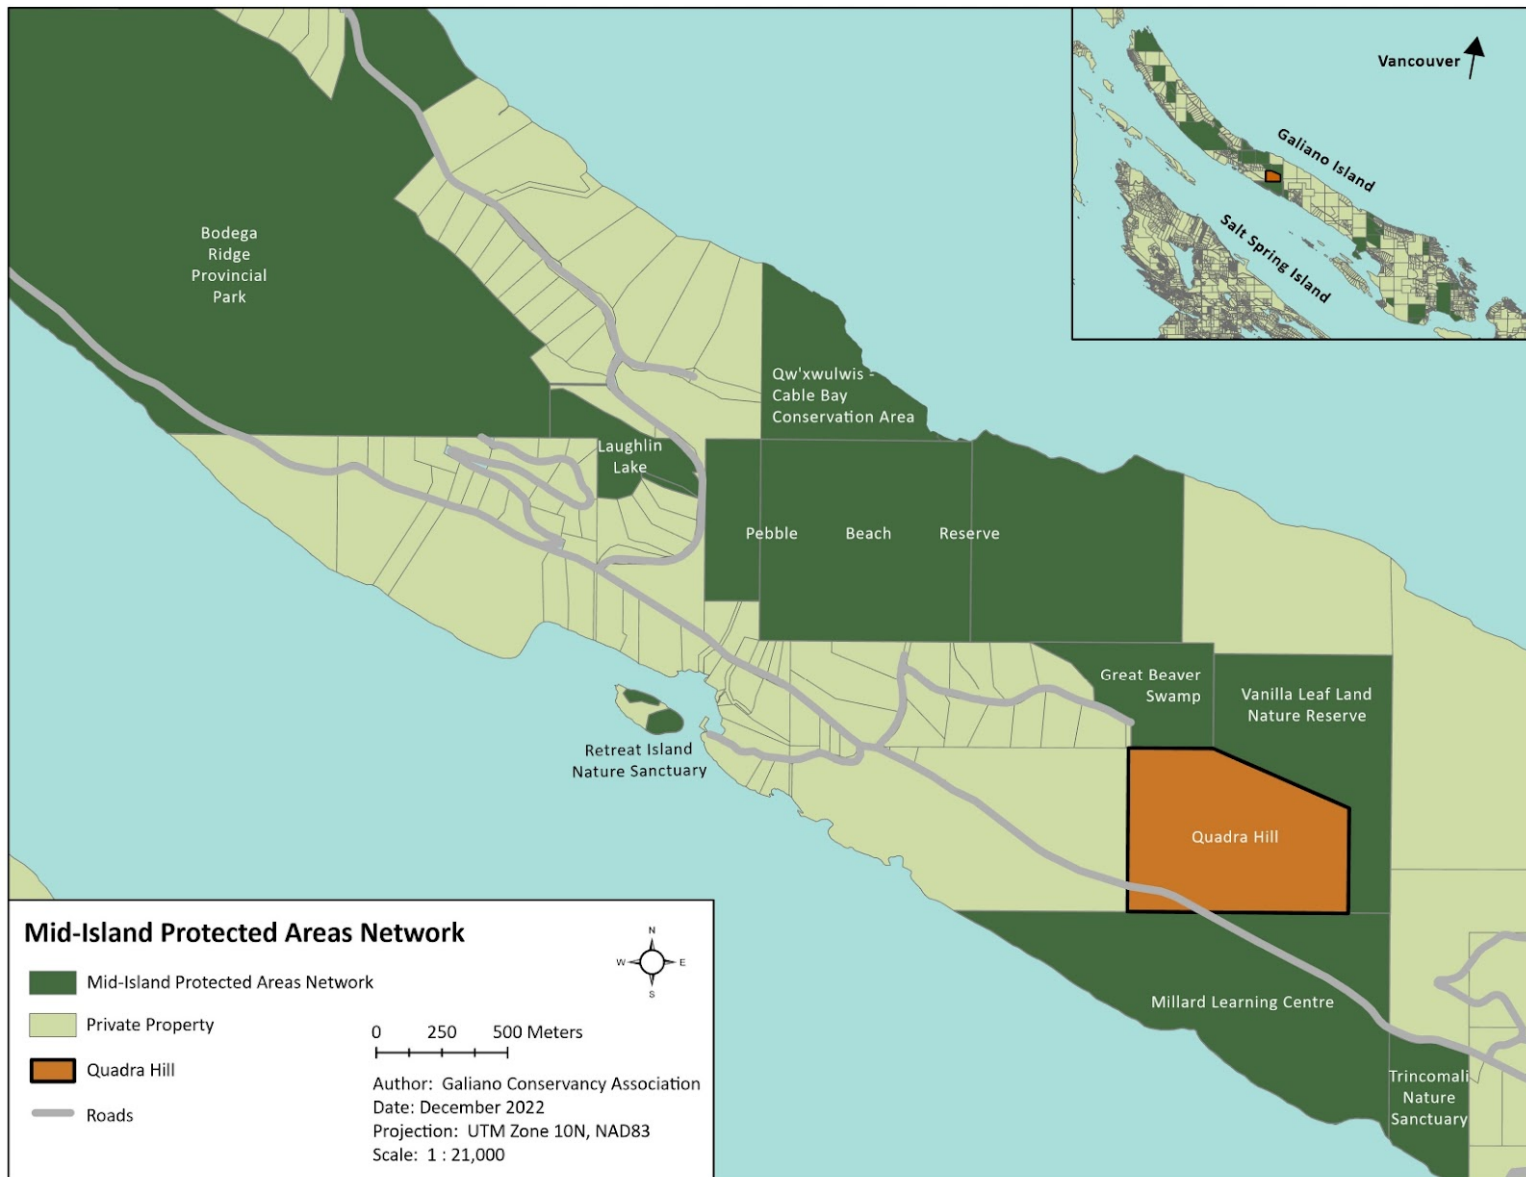 Vancouver
Galiano Island
Salt Spring Island
Bodega
Ridge
Provincial
Park
Qw'xwulwis -
Cable Bay
Conservation Area
Laughlin
Lake
Pebble Beach Reserve
Great Beaver
Swamp
Vanilla Leaf Land
Nature Reserve
Retreat Island
Nature Sanctuary
Quadra Hill
Millard Learning Centre
Trincomali
Nature
Sanctuary
Mid-Island Protected Areas Network
N
W E
S
Mid-Island Protected Areas Network
Private Property
Quadra Hill
Roads
0 250 500 Meters
Author: Galiano Conservancy Association
Date: December 2022
Projection: UTM Zone 10N, NAD83
Scale: 1 : 21,000